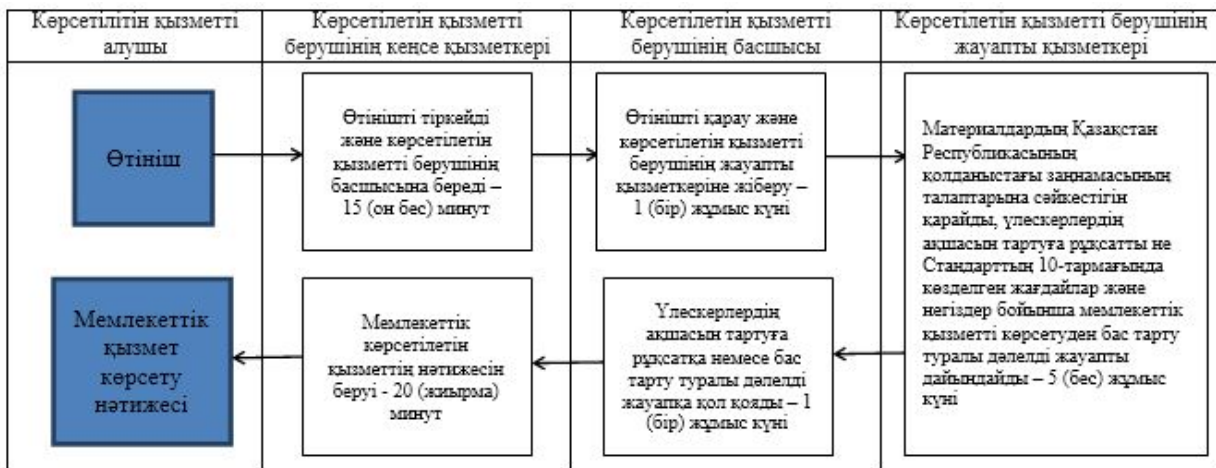 Көрсетілітін қызметті
алушы
Көрсетілетін қызметті
берушінің кеңсе қызметкері
Көрсетілетін қызметті
берушінің басшысы
Көрсетілетін қызметті берушінің
жауапты қызметкері
Өтініш
Өтінішті тіркейді
және көрсетілетін
қызметті берушінің
басшысына береді –
15 (он бес) минут
Өтінішті қарау және
көрсетілетін қызметті
берушінің жауапты
қызметкеріне жіберу –
1 (бір) жұмыс күні
Материалдардың Қазақстан
Республикасының
қолданыстағы заңнамасының
талаптарына сәйкестігін
қарайды, үлескерлердің
ақшасын тартуға рұқсатты не
Стандарттың 10-тармағында
көзделген жағдайлар және
негіздер бойынша мемлекеттік
қызметті көрсетуден бас тарту
туралы дәлелді жауапты
дайындайды – 5 (бес) жұмыс
күні
Үлескерлердің
ақшасын тартуға
рұқсатқа немесе бас
тарту туралы дәлелді
жауапқа қол қояды – 1
(бір) жұмыс күні
Мемлекеттік
көрсетілетін
қызметтің нәтижесін
беруі - 20 (жиырма)
минут
Мемлекеттік
қызмет
көрсету
нәтижесі